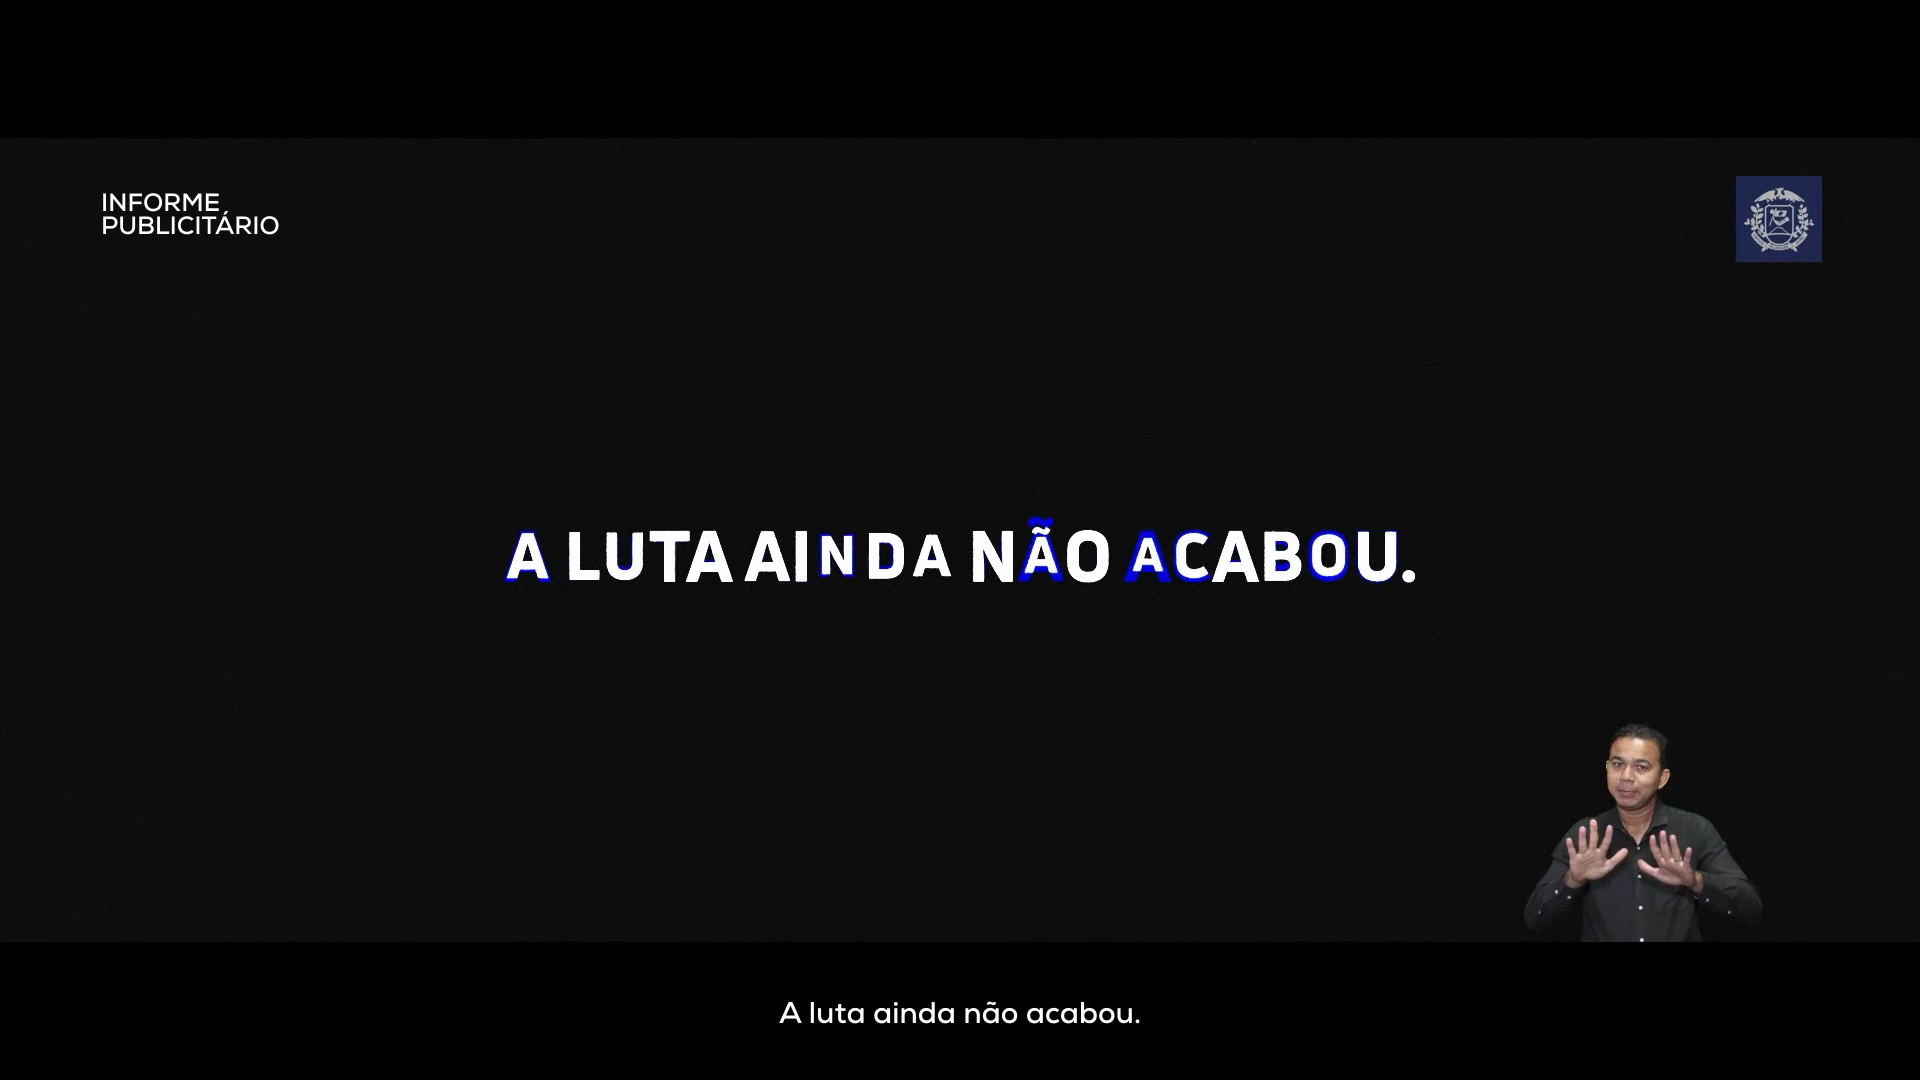 INFORME
PUBLICITÁRIO
A LUTA AINDA NÃO ACABOU.
A luta ainda não acabou.